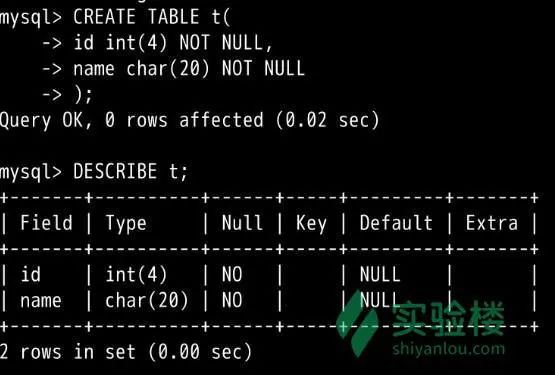 mysql> CREATE TABLE t(
    -> id int(4) NOT NULL,
    -> name char(20) NOT NULL
    -> );
Query OK, 0 rows affected (0.02 sec)
mysql> DESCRIBE t;
+-------+----------+------+-----+---------+-------+
| Field | Type     | Null | Key | Default | Extra |
+-------+----------+------+-----+---------+-------+
| id    | int(4)   | NO   |     | NULL    |       |
| name  | char(20) | NO   |     | NULL    |       |
+-------+----------+------+-----+---------+-------+
2 rows in set (0.00 sec)
实验楼
shiyanlou.com